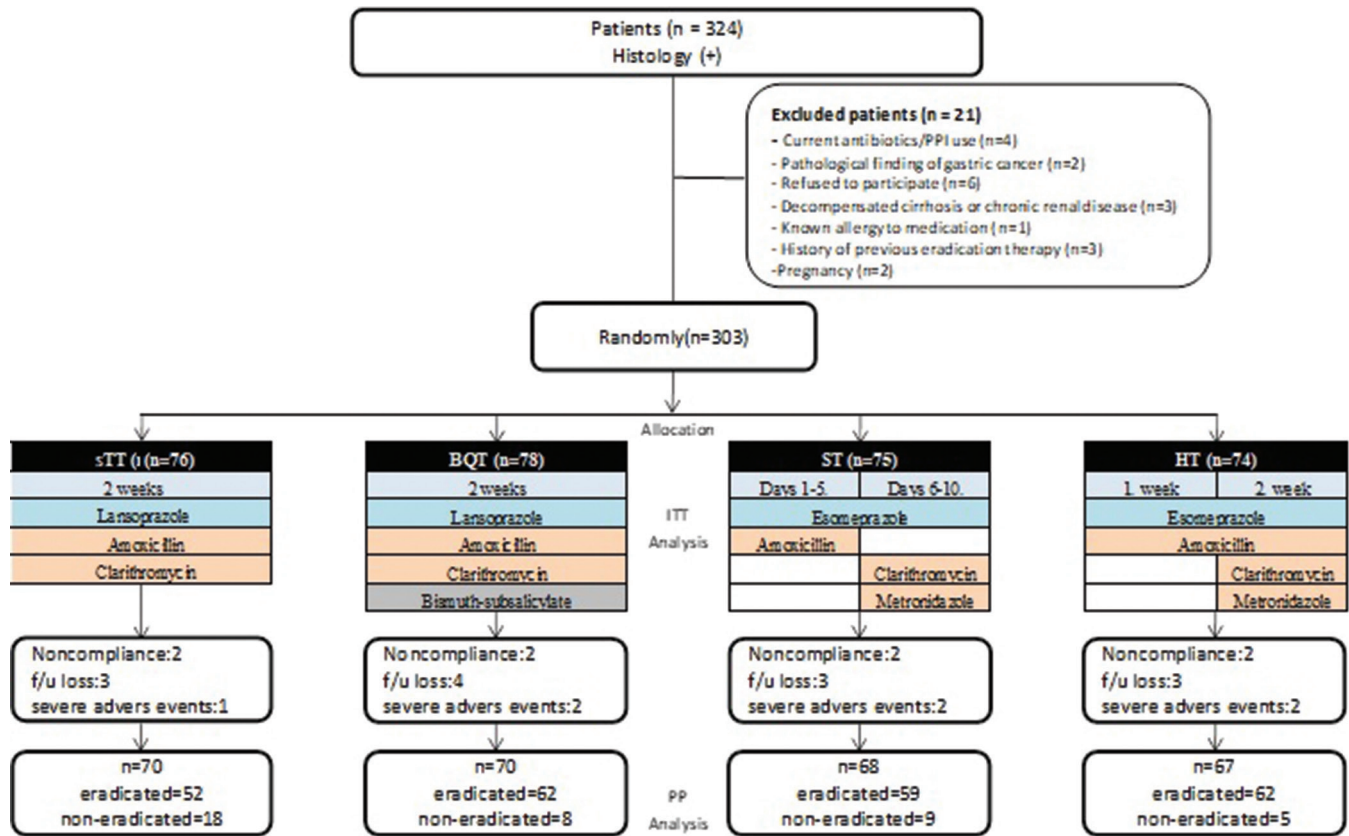 Patients (n = 324)
Histology (+)
Excluded patients (n = 21)
- Current antibiotics/PPI use (n=4)
- Pathological finding of gastric cancer (n=2)
- Refused to participate (n=6)
- Decompensated cirrhosis or chronic renal disease (n=3)
- Known allergy to medication (n=1)
- History of previous eradication therapy (n=3)
-Pregnancy (n=2)
Randomly(n=303)
Allocation
sTT (ı (n=76)
2 weeks
Lansoprazole
Amoxicillin
Clarithromycin
BQT (n=78)
2 weeks
Lansoprazole
Amoxicillin
Clarithromycin
Bismuth-subsalicylate
ITT
Analysis
ST (n=75)
Days 1-5. Days 6-10.
Esomeprazole
Amoxicillin
Clarithromycin
Metronidazole
HT (n=74)
1. week 2. week
Esomeprazole
Amoxicillin
Clarithromycin
Metronidazole
Noncompliance:2
f/u loss:3
severe advers events:1
Noncompliance:2
f/u loss:4
severe advers events:2
Noncompliance:2
f/u loss:3
severe advers events:2
Noncompliance:2
f/u loss:3
severe advers events:2
n=70
eradicated=52
non-eradicated=18
n=70
eradicated=62
non-eradicated=8
PP
Analysis
n=68
eradicated=59
non-eradicated=9
n=67
eradicated=62
non-eradicated=5